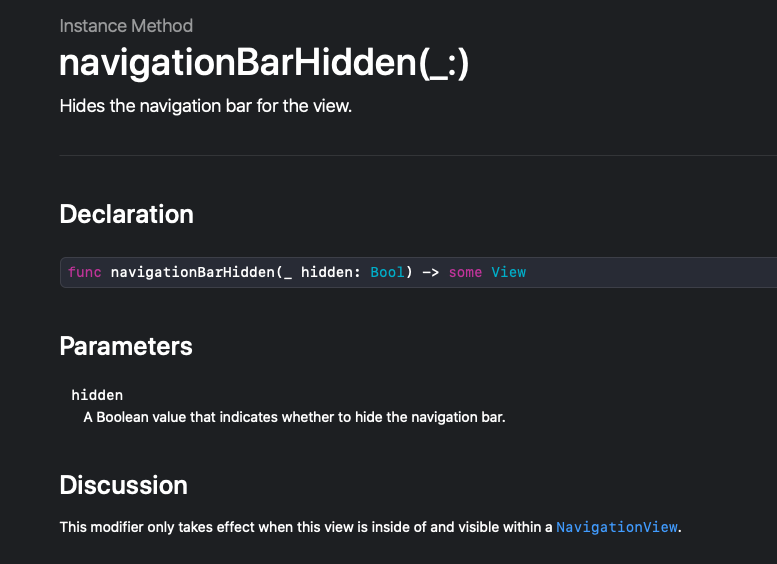 Instance Method
navigationBarHidden(_:)
Hides the navigation bar for the view.
Declaration
func navigationBarHidden(_ hidden: Bool) -> some View
Parameters
hidden
A Boolean value that indicates whether to hide the navigation bar.
Discussion
This modifier only takes effect when this view is inside of and visible within a NavigationView.